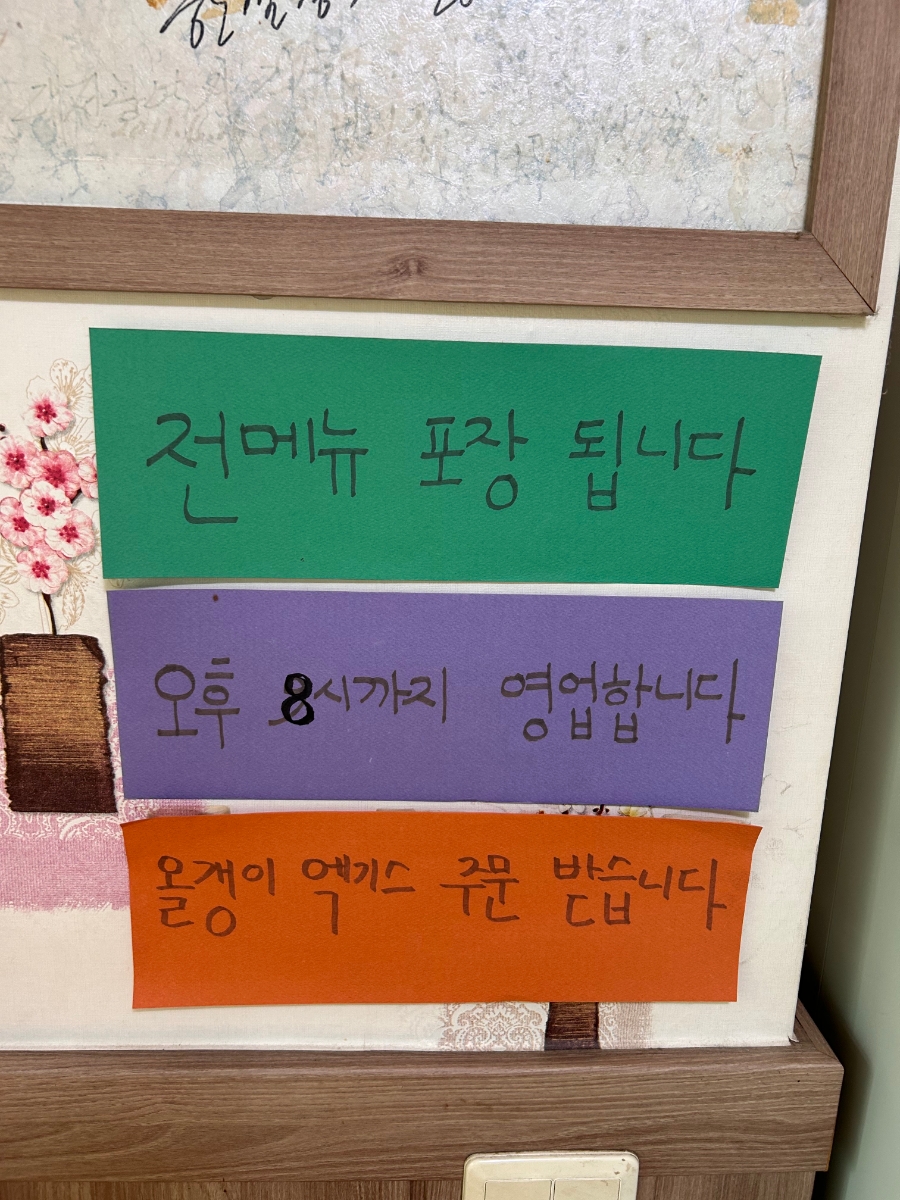 전메뉴 포장 됩니다
오후 8시까지 영업합니다
올갱이 엑기스 주문 받습니다